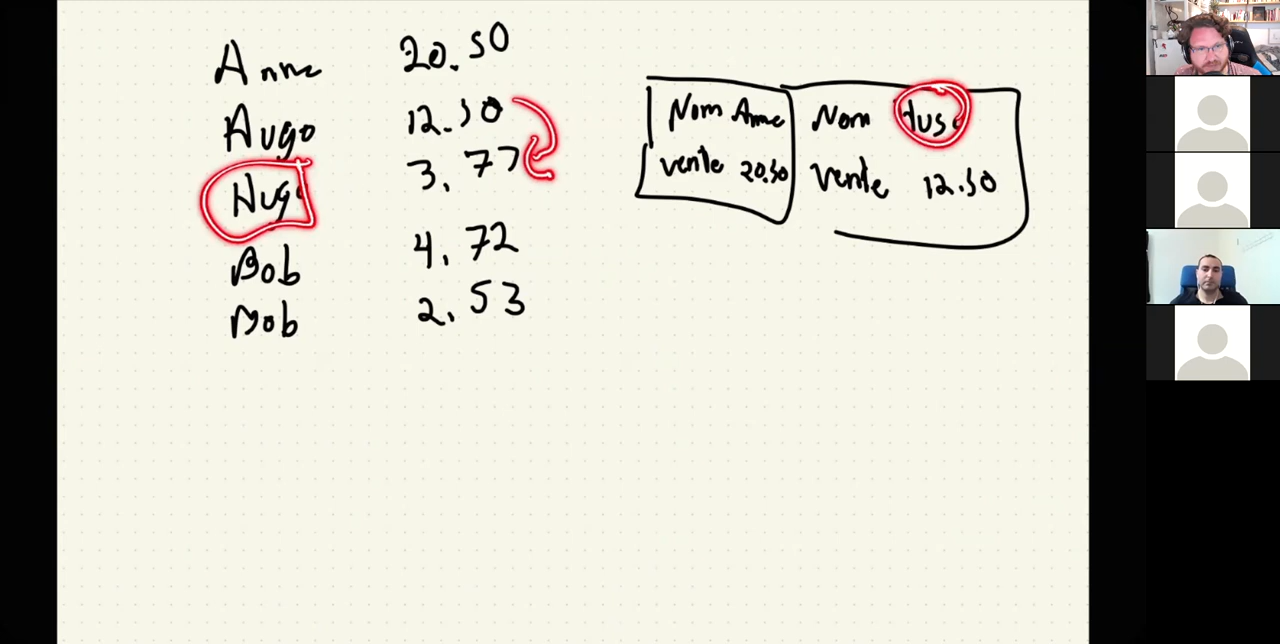 Anne 20.50
Hugo 12.50
Hugo 3.77
Bob 4.72
Bob 2.53
Nom Anne
vente 20.50
Nom Hugo
vente 12.50